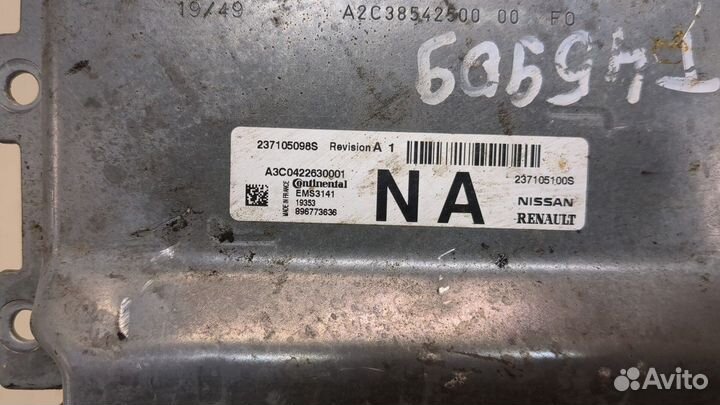 19/49 A2C38542500 00 F0
T45909
237105098S Revision A 1
A3C0422630001
Continental
EMS3141
19353
896773636
MADE IN FRANCE
NA
237105100S
NISSAN
RENAULT
Avito